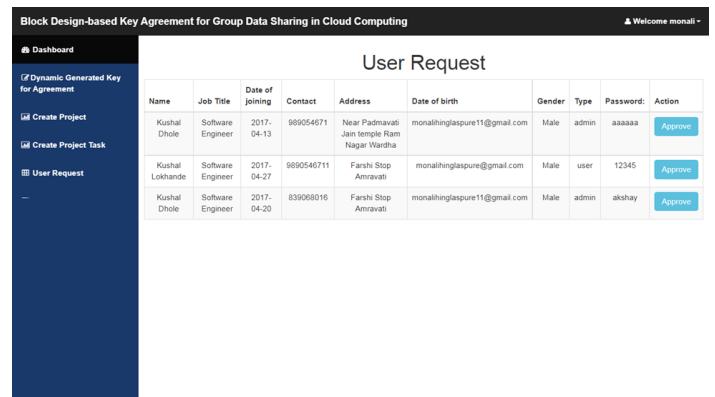 Block Design-based Key Agreement for Group Data Sharing in Cloud Computing
Welcome monali
Dashboard
Dynamic Generated Key
for Agreement
Create Project
Create Project Task
User Request
User Request
Name Job Title Date of joining Contact Address Date of birth Gender Type Password: Action
Kushal Dhole Software Engineer 2017-04-13 989054671 Near Padmavati Jain temple Ram Nagar Wardha monalihinglaspure11@gmail.com Male admin aaaaaa Approve
Kushal Lokhande Software Engineer 2017-04-27 9890546711 Farshi Stop Amravati monalihinglaspure@gmail.com Male user 12345 Approve
Kushal Dhole Software Engineer 2017-04-20 839068016 Farshi Stop Amravati monalihinglaspure11@gmail.com Male admin akshay Approve